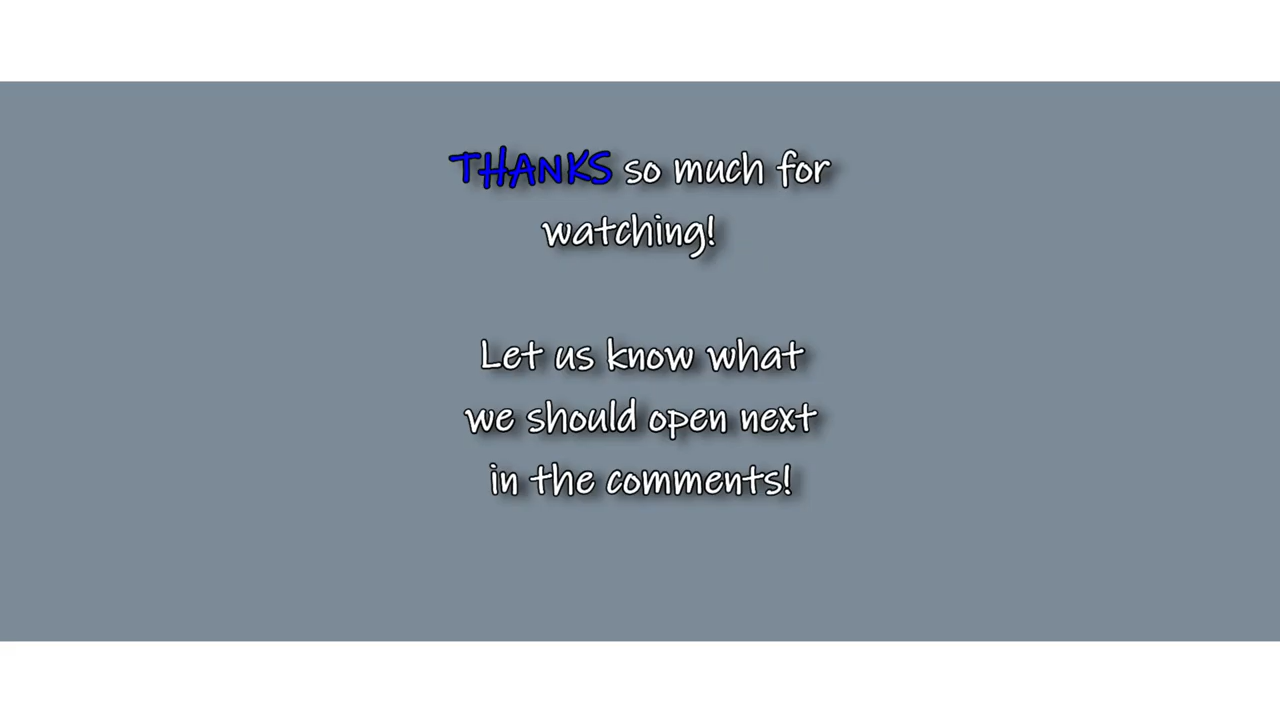 THANKS so much for
watching!
Let us know what
we should open next
in the comments!